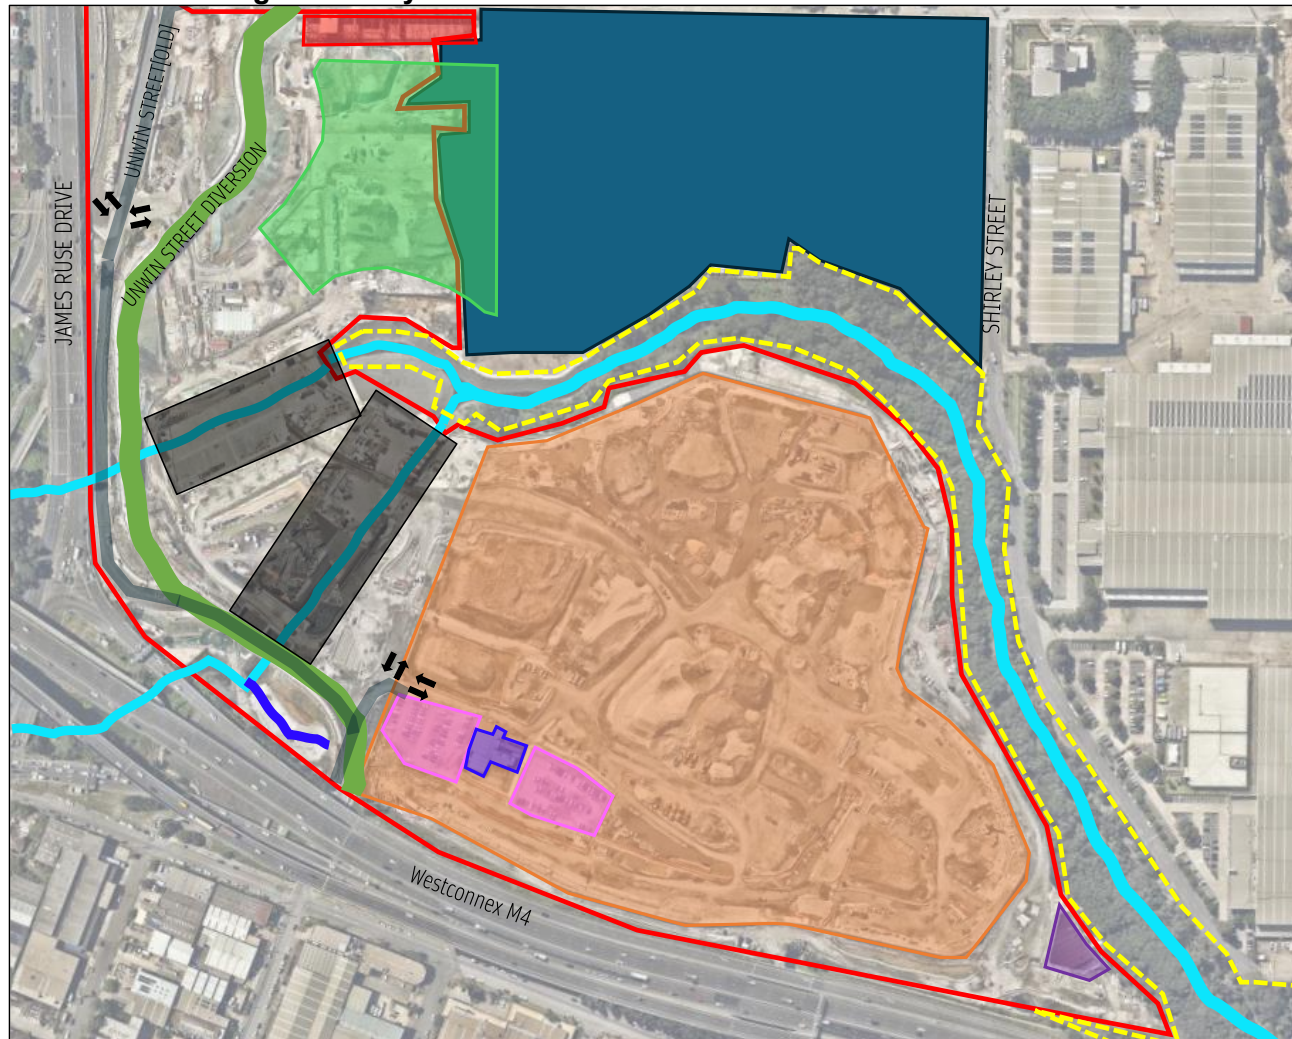 UNWIN STREET[OLD]
UNWIN STREET DIVERSION
JAMES RUSE DRIVE
SHIRLEY STREET
Westconnex M4